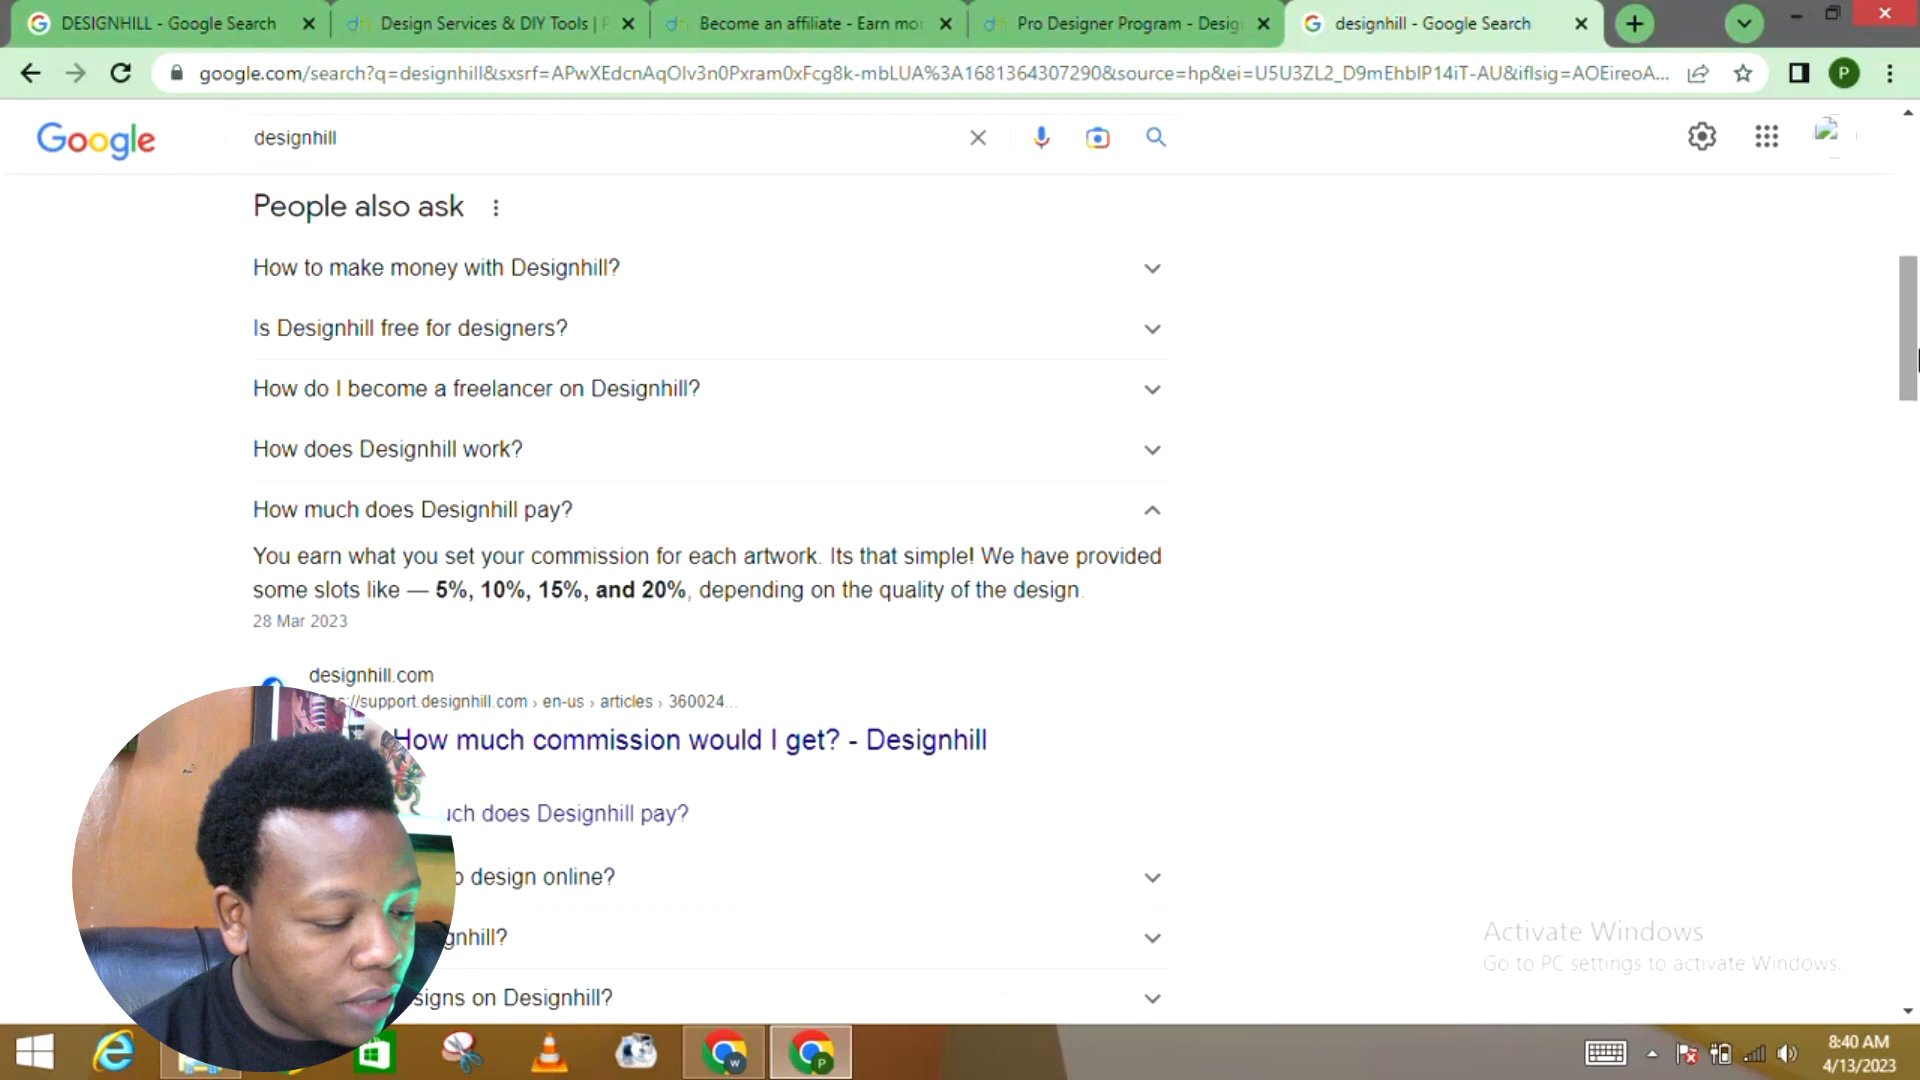 DESIGNHILL - Google Search
Design Services & DIY Tools | P
Become an affiliate - Earn mo
Pro Designer Program - Desig
designhill - Google Search
google.com/search?q=designhill&sxsrf=APwXEdcnAqOlv3n0Pxram0xFcg8k-mbLUA%3A1681364307290&source=hp&ei=U5U3ZL2_D9mEhbIP14iT-AU&iflsig=AOEireoA...
P
Google
designhill
People also ask
How to make money with Designhill?
Is Designhill free for designers?
How do I become a freelancer on Designhill?
How does Designhill work?
How much does Designhill pay?
You earn what you set your commission for each artwork. Its that simple! We have provided
some slots like — 5%, 10%, 15%, and 20%, depending on the quality of the design.
28 Mar 2023
designhill.com
://support.designhill.com › en-us › articles › 360024...
How much commission would I get? - Designhill
uch does Designhill pay?
o design online?
gnhill?
signs on Designhill?
Activate Windows
Go to PC settings to activate Windows.
W
P
8:40 AM
4/13/2023